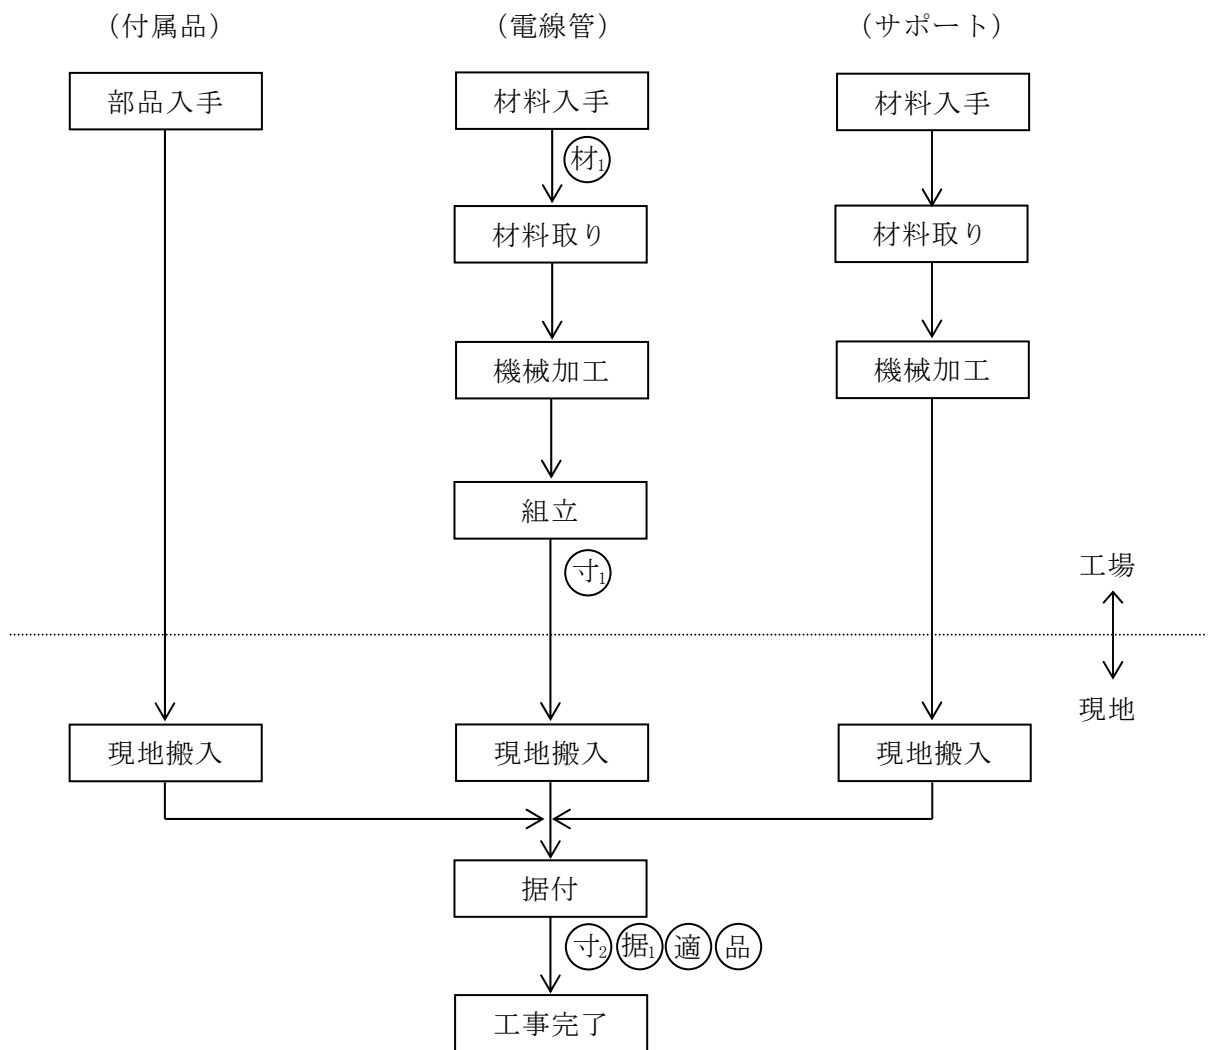 (付属品) (電線管) (サポート)
部品入手 材料入手 材料入手
材1
材料取り 材料取り
機械加工 機械加工
組立
寸1
工場
現地
現地搬入 現地搬入 現地搬入
据付
寸2 据1 適 品
工事完了